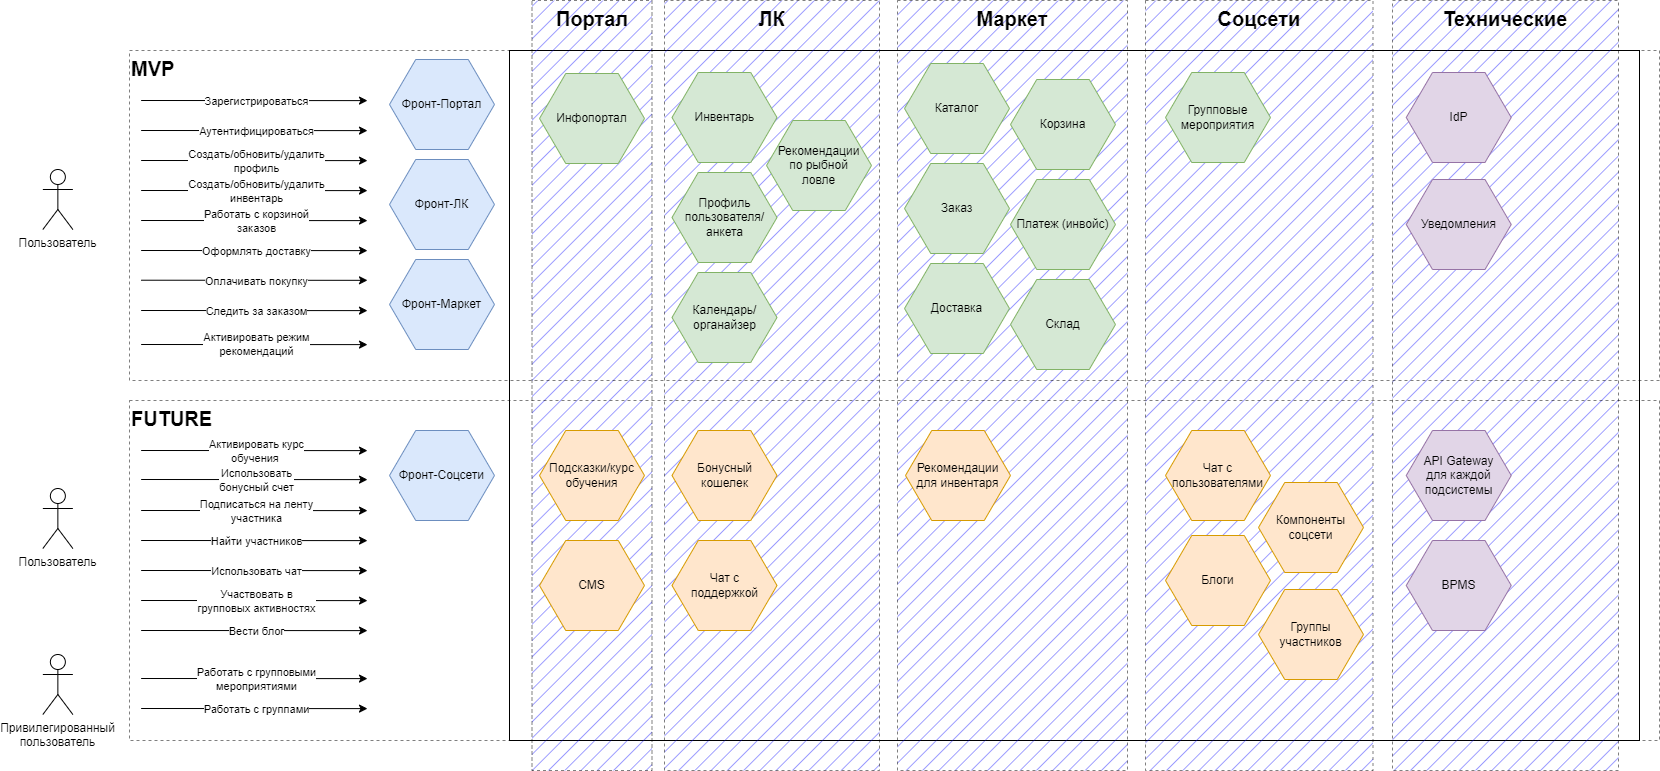 Портал
ЛК
Маркет
Соцсети
Технические
MVP
Зарегистрироваться
Аутентифицироваться
Создать/обновить/удалить
профиль
Создать/обновить/удалить
инвентарь
Работать с корзиной
заказов
Оформлять доставку
Оплачивать покупку
Следить за заказом
Активировать режим
рекомендаций
Пользователь
Фронт-Портал
Фронт-ЛК
Фронт-Маркет
Инфопортал
Инвентарь
Рекомендации
по рыбной
ловле
Профиль
пользователя/
анкета
Календарь/
органайзер
Каталог
Корзина
Заказ
Платеж (инвойс)
Доставка
Склад
Групповые
мероприятия
IdP
Уведомления
FUTURE
Активировать курс
обучения
Использовать
бонусный счет
Подписаться на ленту
участника
Найти участников
Использовать чат
Участвовать в
групповых активностях
Вести блог
Работать с групповыми
мероприятиями
Работать с группами
Пользователь
Привилегированный
пользователь
Фронт-Соцсети
Подсказки/курс
обучения
CMS
Бонусный
кошелек
Чат с
поддержкой
Рекомендации
для инвентаря
Чат с
пользователями
Компоненты
соцсети
Блоги
Группы
участников
API Gateway
для каждой
подсистемы
BPMS